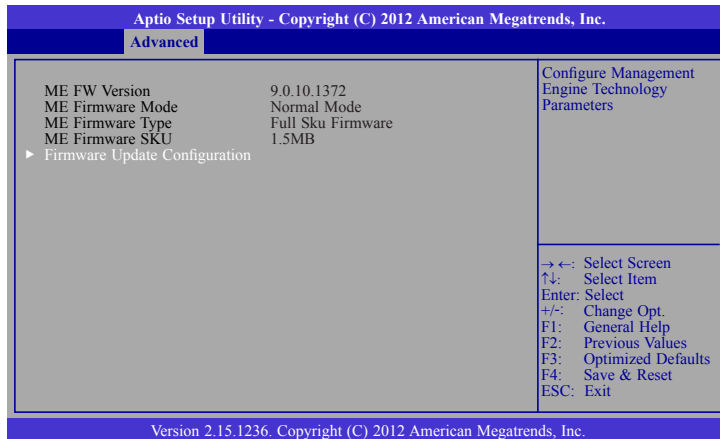 Aptio Setup Utility - Copyright (C) 2012 American Megatrends, Inc.
Advanced
ME FW Version 9.0.10.1372
ME Firmware Mode Normal Mode
ME Firmware Type Full Sku Firmware
ME Firmware SKU 1.5MB
► Firmware Update Configuration
Configure Management
Engine Technology
Parameters
→ ←: Select Screen
↑↓: Select Item
Enter: Select
+/-: Change Opt.
F1: General Help
F2: Previous Values
F3: Optimized Defaults
F4: Save & Reset
ESC: Exit
Version 2.15.1236. Copyright (C) 2012 American Megatrends, Inc.